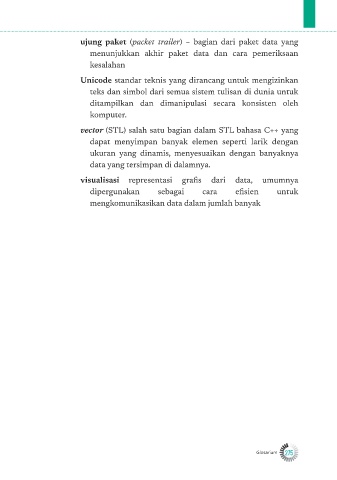 ujung paket (packet trailer) – bagian dari paket data yang
menunjukkan akhir paket data dan cara pemeriksaan
kesalahan
Unicode standar teknis yang dirancang untuk mengizinkan
teks dan simbol dari semua sistem tulisan di dunia untuk
ditampilkan dan dimanipulasi secara konsisten oleh
komputer.
vector (STL) salah satu bagian dalam STL bahasa C++ yang
dapat menyimpan banyak elemen seperti larik dengan
ukuran yang dinamis, menyesuaikan dengan banyaknya
data yang tersimpan di dalamnya.
visualisasi representasi grafis dari data, umumnya
dipergunakan sebagai cara efisien untuk
mengkomunikasikan data dalam jumlah banyak
Glosarium 275